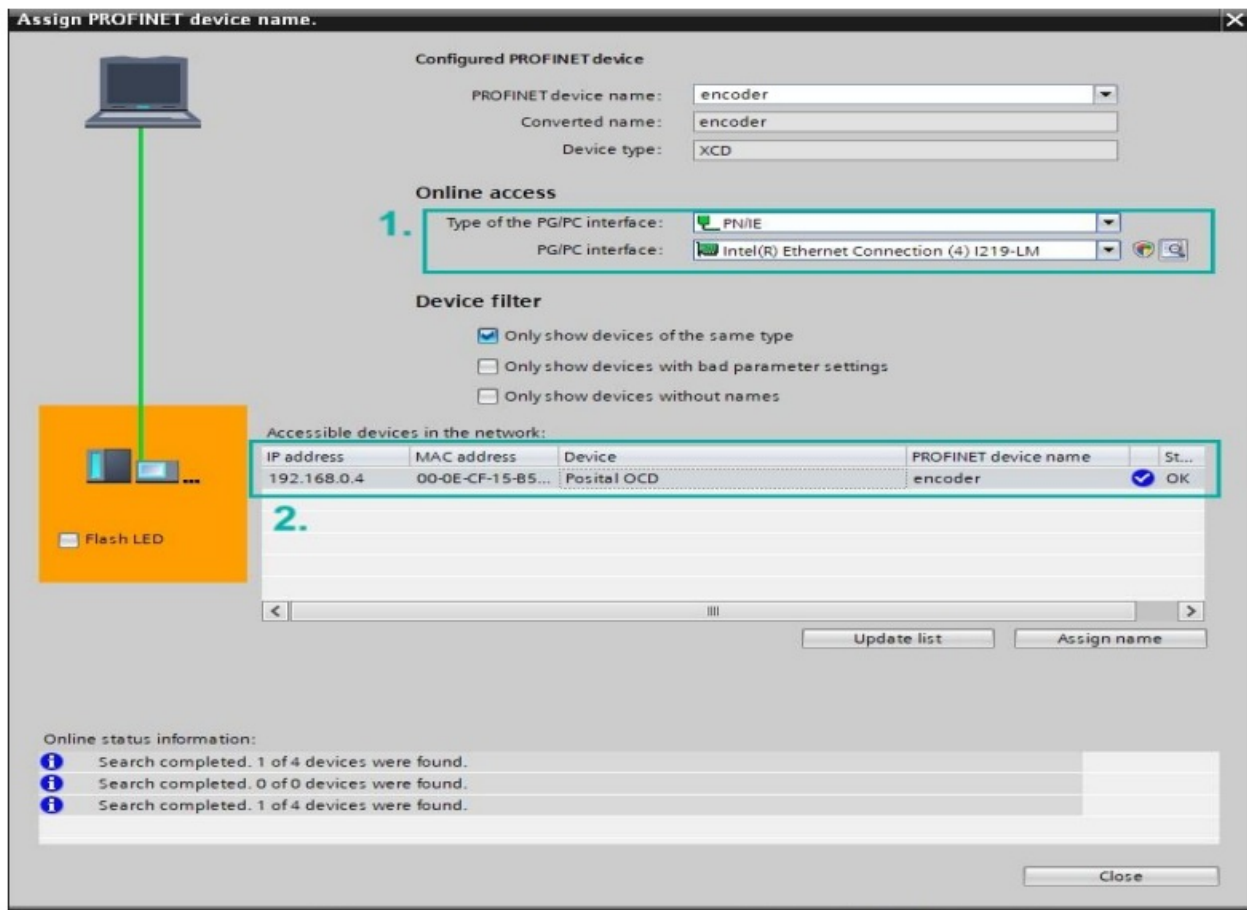 Assign PROFINET device name.
Configured PROFINET device
PROFINET device name: encoder
Converted name: encoder
Device type: XCD
Online access
1.
Type of the PG/PC interface: PN/IE
PG/PC interface: Intel(R) Ethernet Connection (4) I219-LM
Device filter
Only show devices of the same type
Only show devices with bad parameter settings
Only show devices without names
Accessible devices in the network:
IP address MAC address Device PROFINET device name St...
192.168.0.4 00-0E-CF-15-B5... Posital OCD encoder OK
2.
...
Flash LED
Update list Assign name
Online status information:
Search completed. 1 of 4 devices were found.
Search completed. 0 of 0 devices were found.
Search completed. 1 of 4 devices were found.
Close